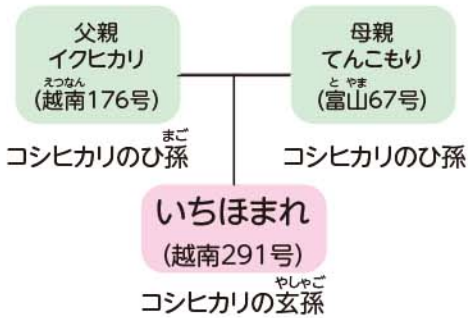 父親
イクヒカリ
えつなん
(越南176号)
まご
コシヒカリのひ孫
母親
てんこもり
とやま
(富山67号)
コシヒカリのひ孫
いちほまれ
(越南291号)
やしゃご
コシヒカリの玄孫